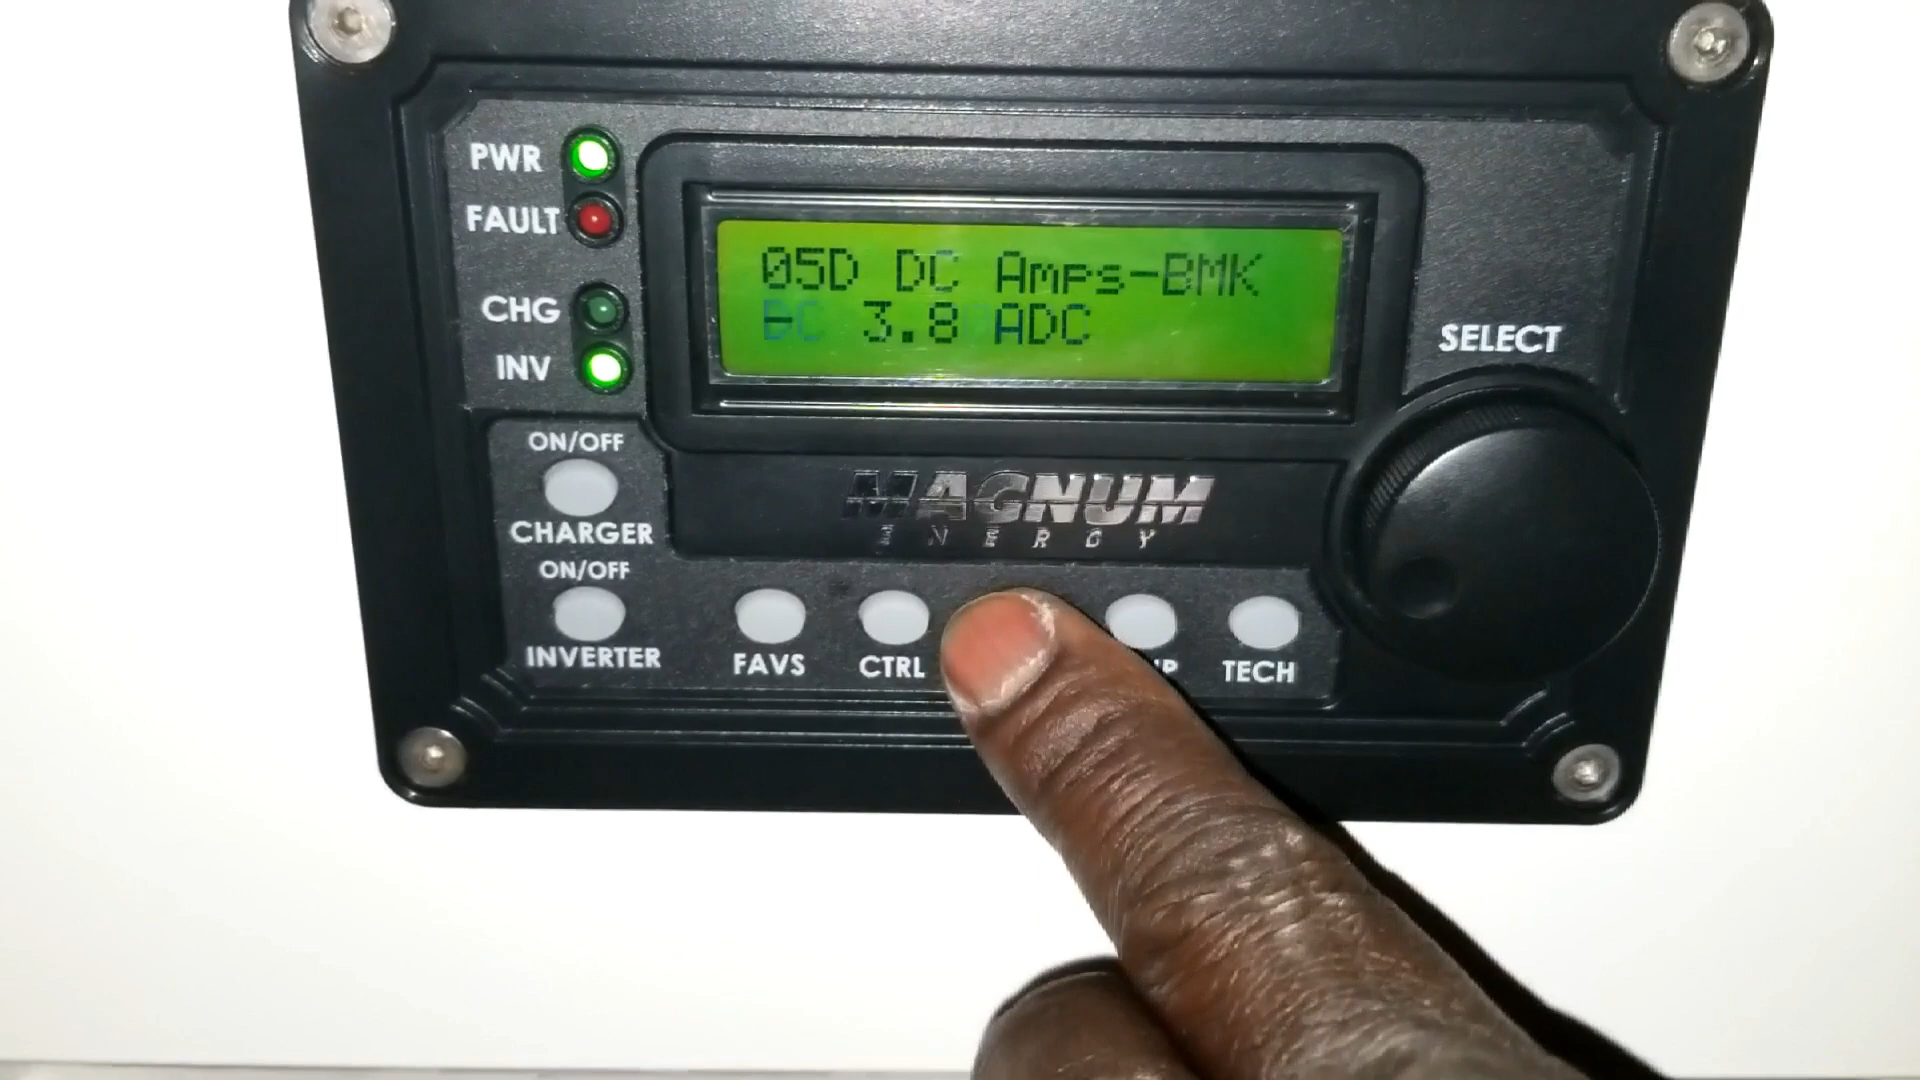 PWR
FAULT
CHG
INV
05D DC Amps-BMK
- 3.8 ADC
SELECT
ON/OFF
CHARGER
ON/OFF
INVERTER
MAGNUM
ENERGY
FAVS
CTRL
TECH